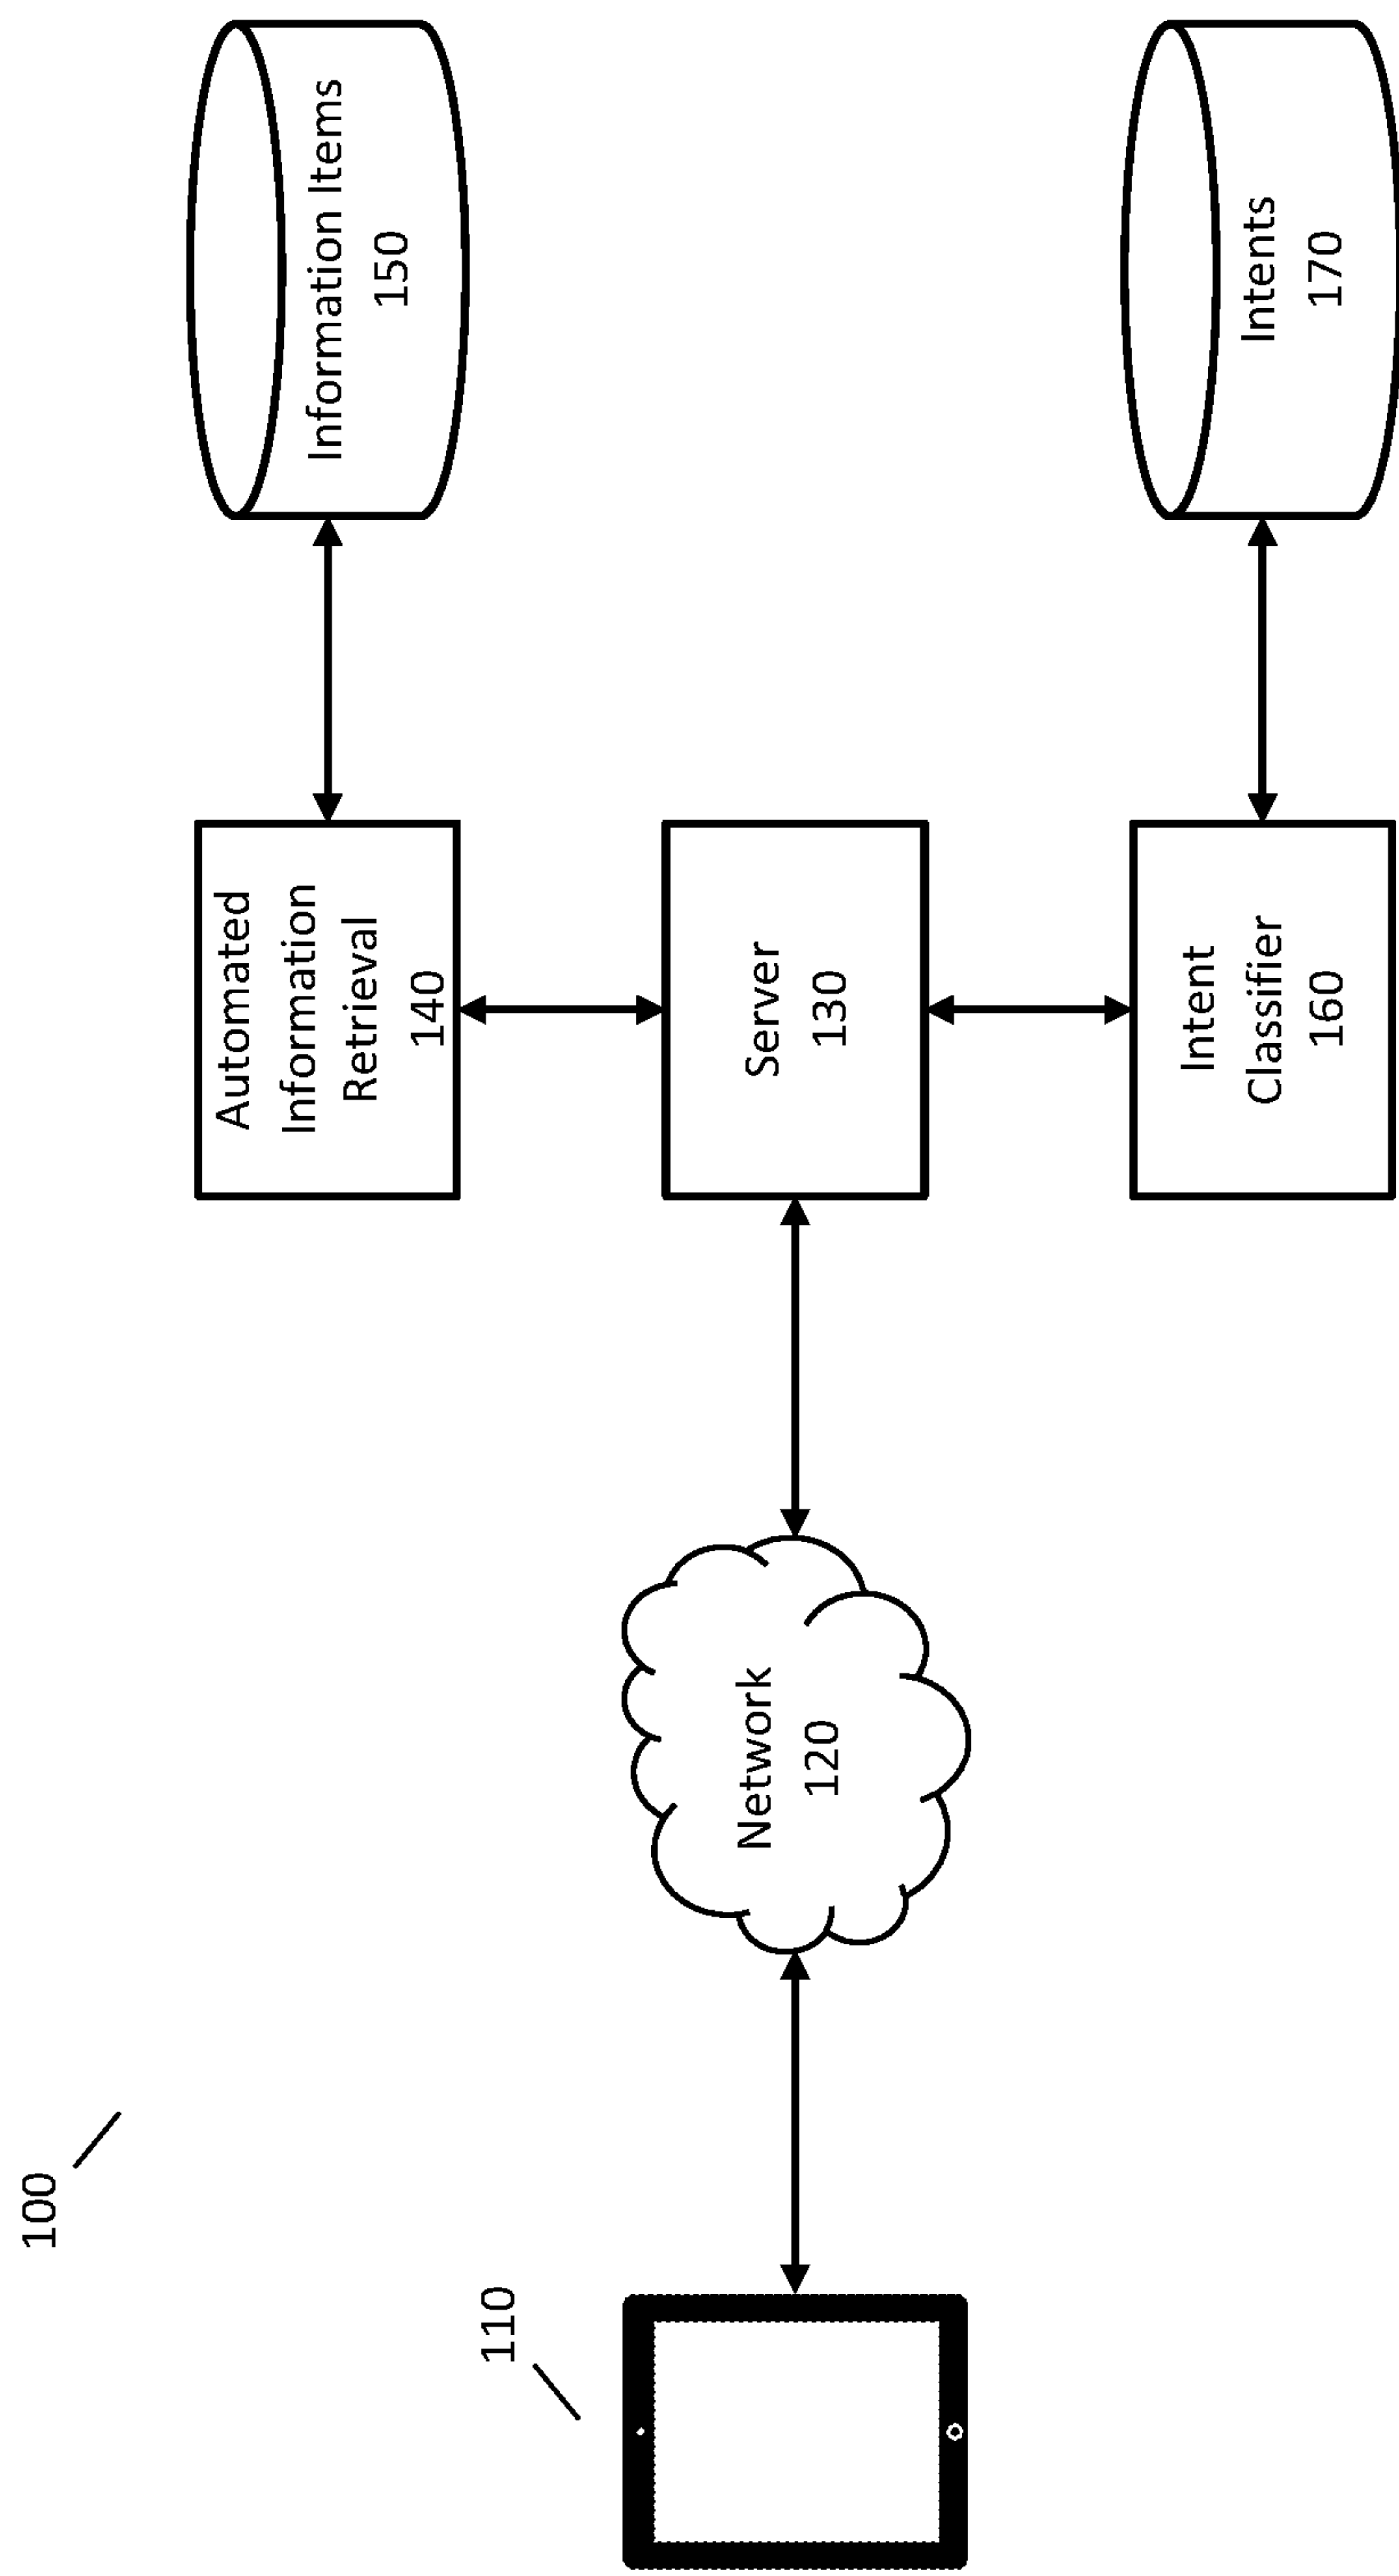 100
110
Network
120
Server
130
Automated
Information
Retrieval
140
Information Items
150
Intent
Classifier
160
Intents
170